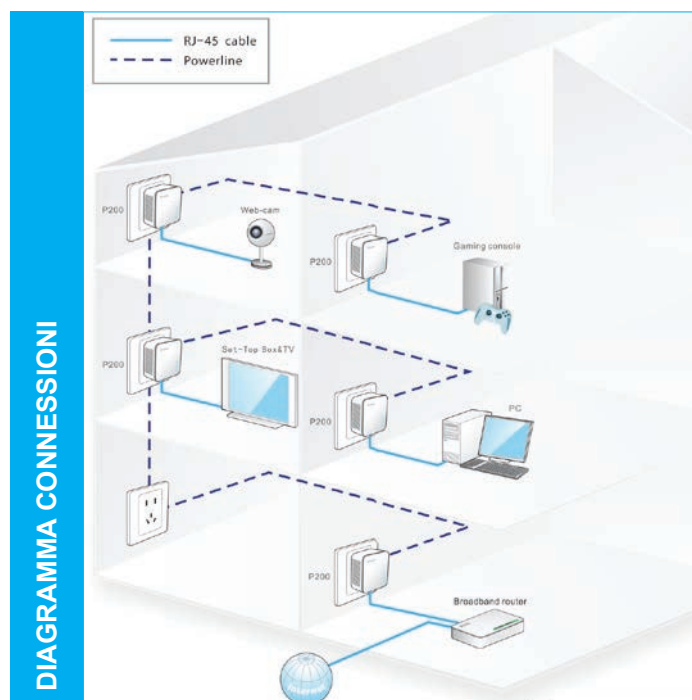 DIAGRAMMA CONNESSIONI
RJ-45 cable
Powerline
P200
Web-cam
P200
Gaming console
P200
Set-Top Box&TV
P200
PC
P200
Broadband router